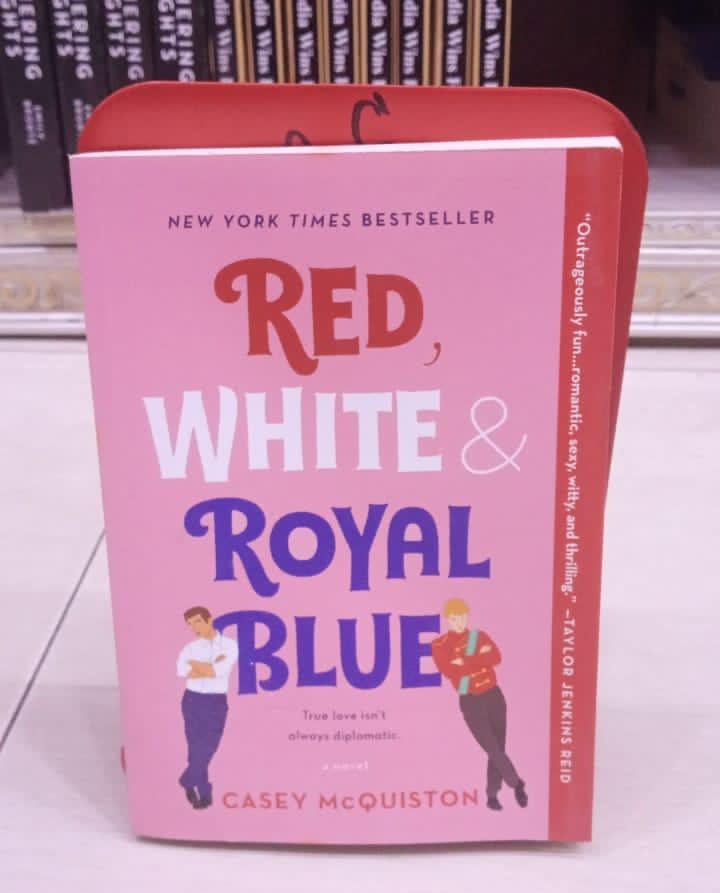 NEW YORK TIMES BESTSELLER
RED,
WHITE &
ROYAL
BLUE
True love isn't
always diplomatic.
a novel
CASEY McQUISTON
"Outrageously fun...romantic, sexy, witty, and thrilling." —TAYLOR JENKINS REID